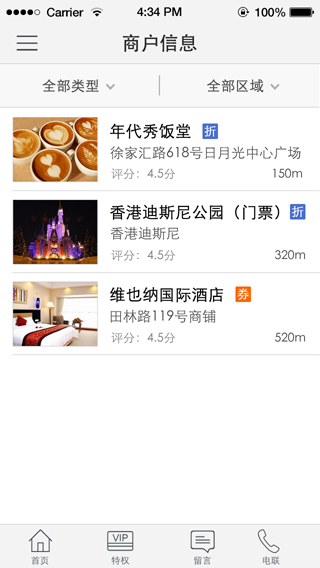 Carrier 4:34 PM 100%
商户信息
全部类型 全部区域
年代秀饭堂 折
徐家汇路618号日月光中心广场
评分：4.5分 150m
香港迪斯尼公园（门票） 折
香港迪斯尼
评分：4.5分 320m
维也纳国际酒店 券
田林路119号商铺
评分：4.5分 520m
VIP
首页 特权 留言 电联